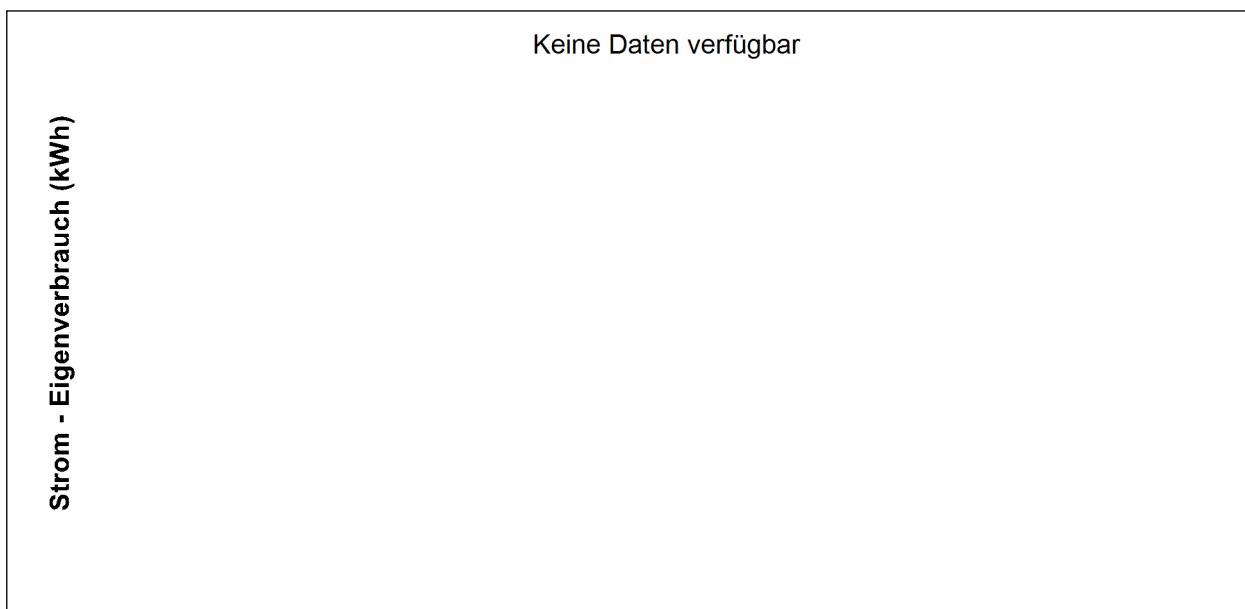 Keine Daten verfügbar
Strom - Eigenverbrauch (kWh)